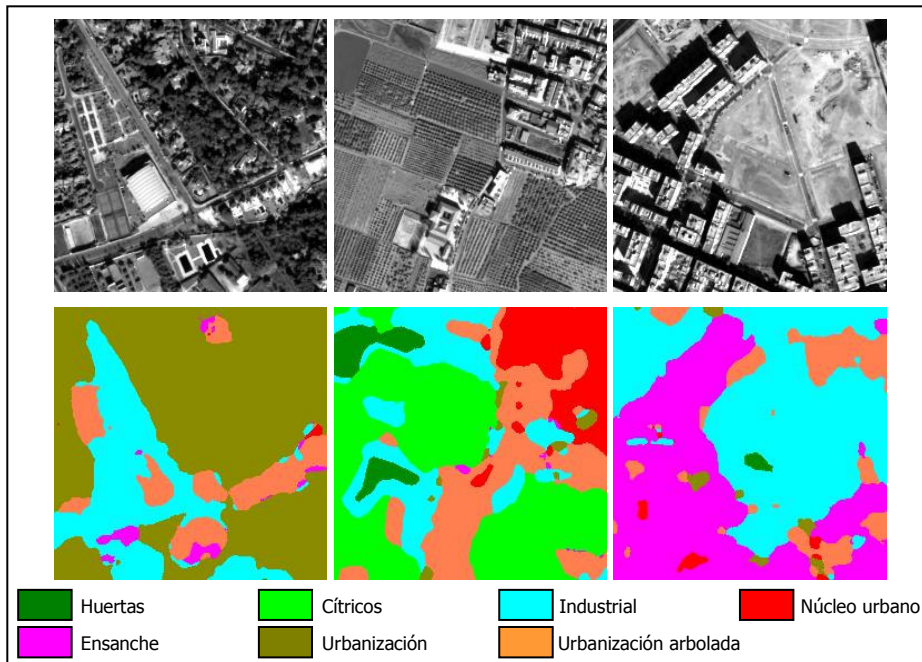 Huertas Cítricos Industrial Núcleo urbano
Ensanche Urbanización Urbanización arbolada